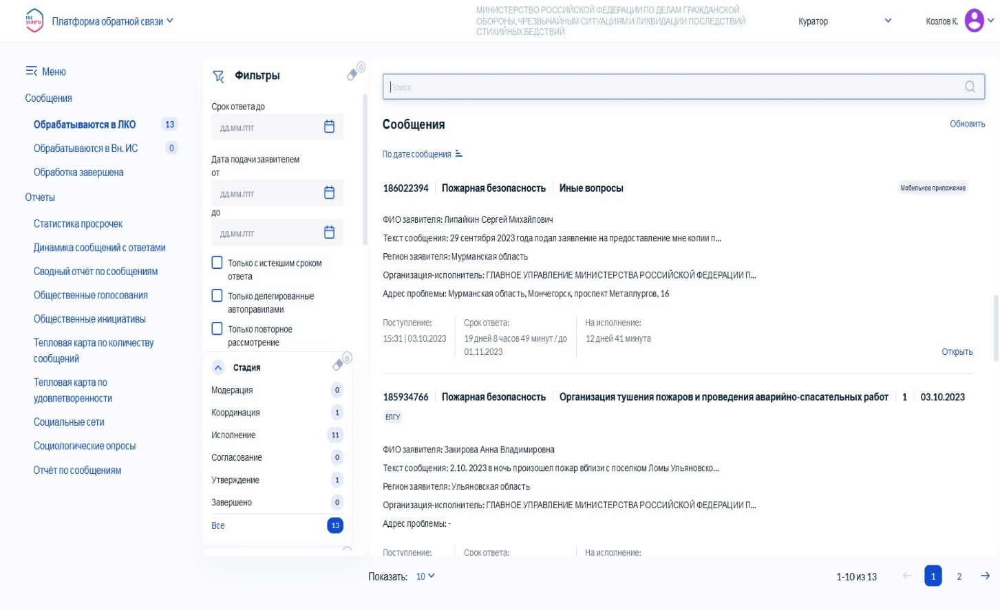 гос
услуги
Платформа обратной связи
МИНИСТЕРСТВО РОССИЙСКОЙ ФЕДЕРАЦИИ ПО ДЕЛАМ ГРАЖДАНСКОЙ
ОБОРОНЫ, ЧРЕЗВЫЧАЙНЫМ СИТУАЦИЯМ И ЛИКВИДАЦИИ ПОСЛЕДСТВИЙ
СТИХИЙНЫХ БЕДСТВИЙ
Куратор
Козлов К.
Меню
Сообщения
Обрабатываются в ЛКО 13
Обрабатываются в Вн. ИС 0
Обработка завершена
Отчеты
Статистика просрочек
Динамика сообщений с ответами
Сводный отчёт по сообщениям
Общественные голосования
Общественные инициативы
Тепловая карта по количеству
сообщений
Тепловая карта по
удовлетворенности
Социальные сети
Социологические опросы
Отчёт по сообщениям
Фильтры 0
Срок ответа до
дд.мм.гггг
Дата подачи заявителем
от
дд.мм.гггг
до
дд.мм.гггг
Только с истекшим сроком
ответа
Только делегированные
автоправилами
Только повторное
рассмотрение
Стадия 0
Модерация 0
Координация 1
Исполнение 11
Согласование 0
Утверждение 1
Завершено 0
Все 13
Поиск
Сообщения
Обновить
По дате сообщения
186022394 Пожарная безопасность Иные вопросы Мобильное приложение
ФИО заявителя: Липайкин Сергей Михайлович
Текст сообщения: 29 сентября 2023 года подал заявление на предоставление мне копии п...
Регион заявителя: Мурманская область
Организация-исполнитель: ГЛАВНОЕ УПРАВЛЕНИЕ МИНИСТЕРСТВА РОССИЙСКОЙ ФЕДЕРАЦИИ П...
Адрес проблемы: Мурманская область, Мончегорск, проспект Металлургов, 16
Поступление: Срок ответа: На исполнение:
15:31 | 03.10.2023 19 дней 8 часов 49 минут / до 12 дней 41 минута
01.11.2023
Открыть
185934766 Пожарная безопасность Организация тушения пожаров и проведения аварийно-спасательных работ 1 03.10.2023
ЕПГУ
ФИО заявителя: Закирова Анна Владимировна
Текст сообщения: 2.10. 2023 в ночь произошел пожар вблизи с поселком Ломы Ульяновско...
Регион заявителя: Ульяновская область
Организация-исполнитель: ГЛАВНОЕ УПРАВЛЕНИЕ МИНИСТЕРСТВА РОССИЙСКОЙ ФЕДЕРАЦИИ П...
Адрес проблемы: -
Поступление: Срок ответа: На исполнение:
Показать: 10
1-10 из 13
1 2